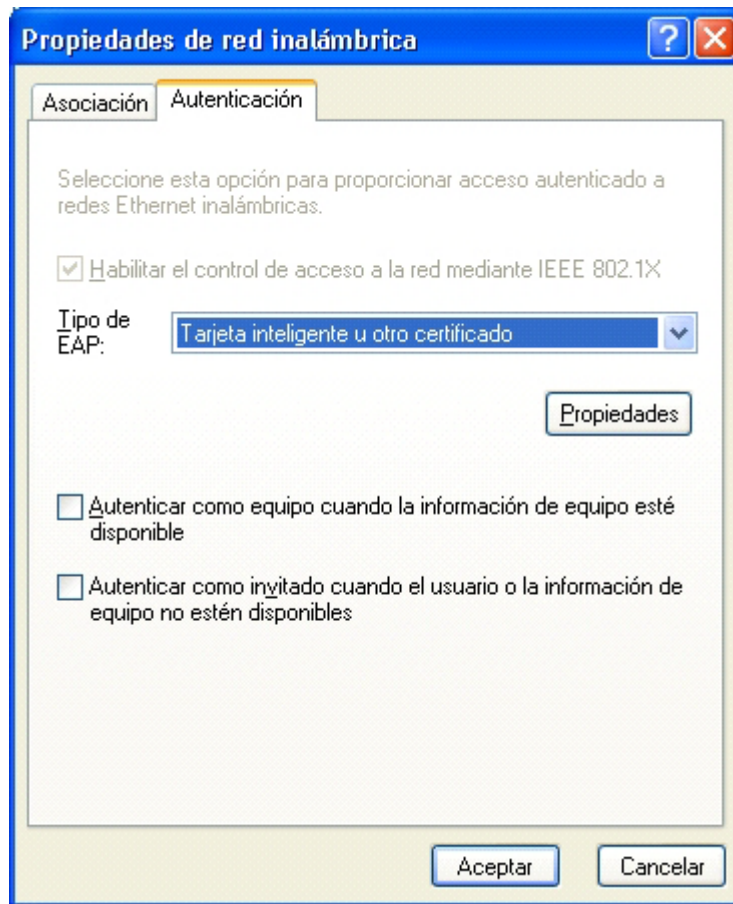 Propiedades de red inalámbrica
Asociación
Autenticación
Seleccione esta opción para proporcionar acceso autenticado a
redes Ethernet inalámbricas.
Habilitar el control de acceso a la red mediante IEEE 802.1X
Tipo de
EAP:
Tarjeta inteligente u otro certificado
Propiedades
Autenticar como equipo cuando la información de equipo esté
disponible
Autenticar como invitado cuando el usuario o la información de
equipo no estén disponibles
Aceptar
Cancelar